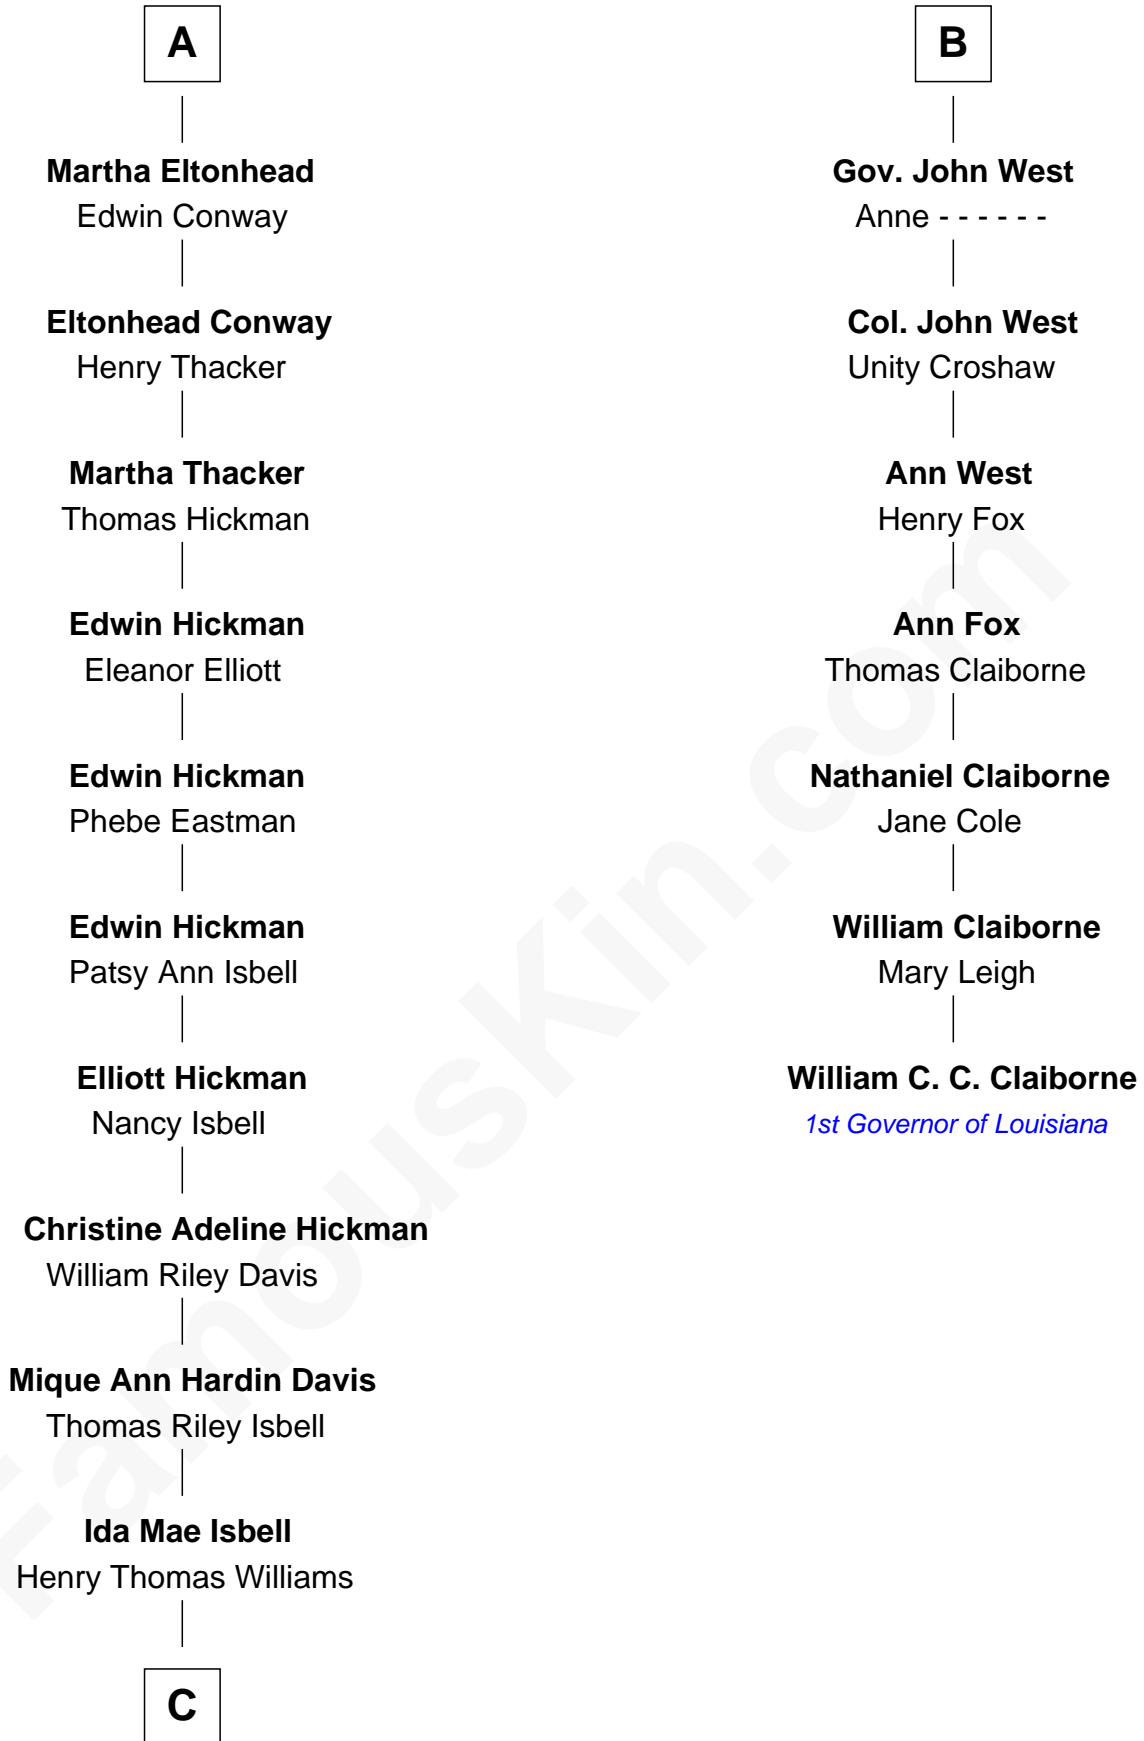 A
Martha Eltonhead
Edwin Conway
Eltonhead Conway
Henry Thacker
Martha Thacker
Thomas Hickman
Edwin Hickman
Eleanor Elliott
Edwin Hickman
Phebe Eastman
Edwin Hickman
Patsy Ann Isbell
Elliott Hickman
Nancy Isbell
Christine Adeline Hickman
William Riley Davis
Mique Ann Hardin Davis
Thomas Riley Isbell
Ida Mae Isbell
Henry Thomas Williams
C
B
Gov. John West
Anne - - - - - -
Col. John West
Unity Croshaw
Ann West
Henry Fox
Ann Fox
Thomas Claiborne
Nathaniel Claiborne
Jane Cole
William Claiborne
Mary Leigh
William C. C. Claiborne
1st Governor of Louisiana
FamousKin.com